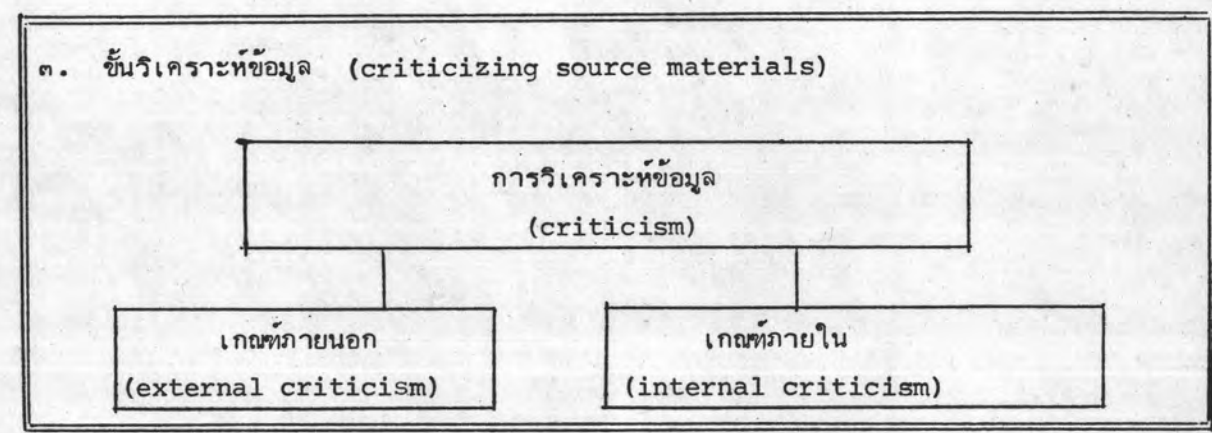 ๓. ขั้นวิเคราะห์ข้อมูล (criticizing source materials)
การวิเคราะห์ข้อมูล
(criticism)
เกณฑ์ภายนอก
(external criticism)
เกณฑ์ภายใน
(internal criticism)